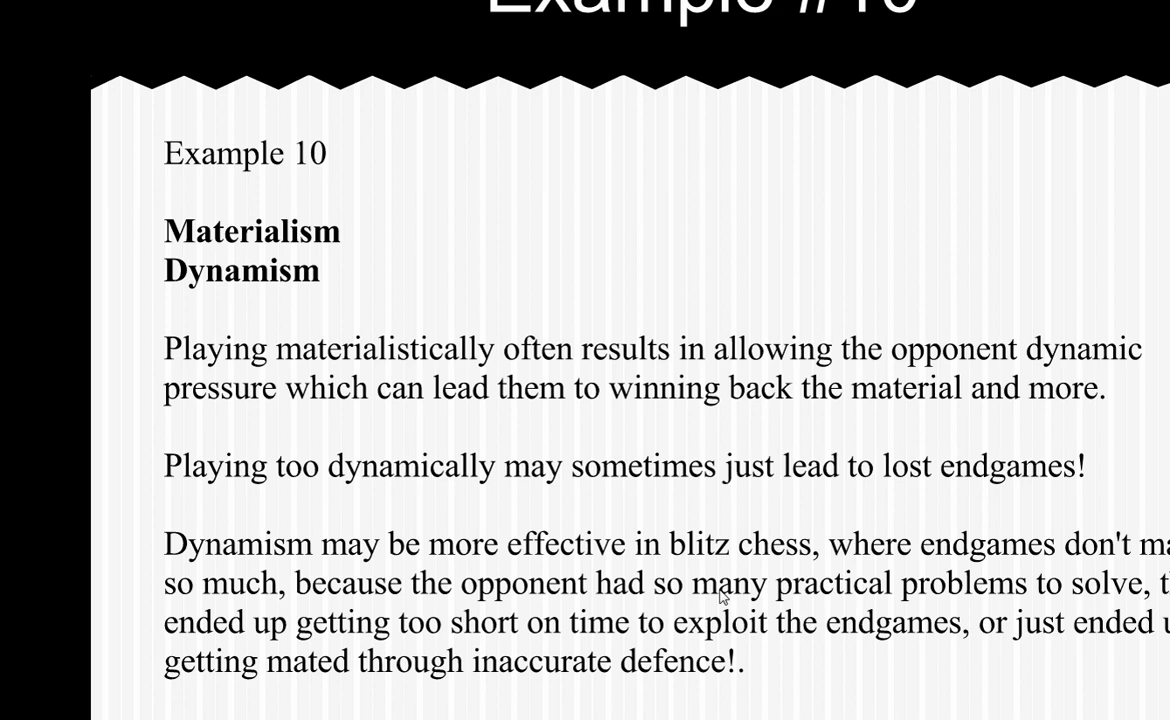 Example #10
Example 10
Materialism
Dynamism
Playing materialistically often results in allowing the opponent dynamic
pressure which can lead them to winning back the material and more.
Playing too dynamically may sometimes just lead to lost endgames!
Dynamism may be more effective in blitz chess, where endgames don't
so much, because the opponent had so many practical problems to solve,
ended up getting too short on time to exploit the endgames, or just ended
getting mated through inaccurate defence!.